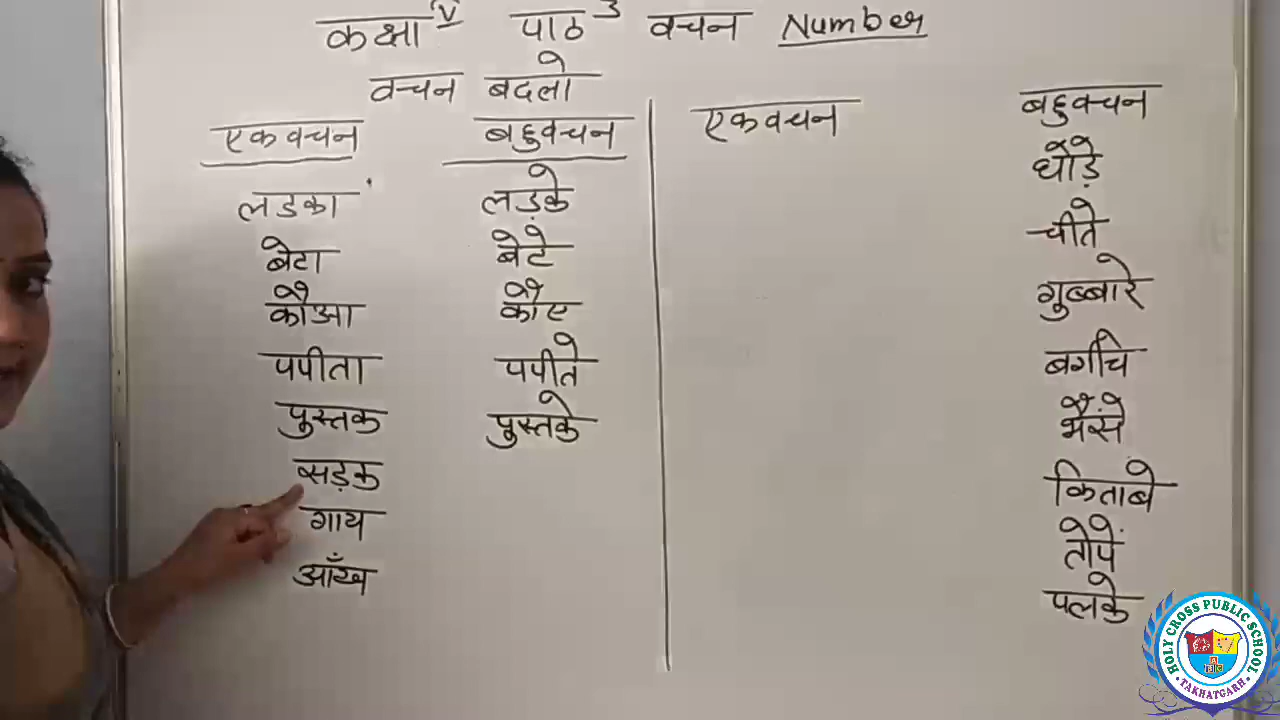 कक्षा V पाठ 3 वचन Number
वचन बदलो
एकवचन बहुवचन
लडका लड़के
बेटा बेटे
कौआ कौए
पपीता पपीते
पुस्तक पुस्तके
सड़क
गाय
आँख
एकवचन बहुवचन
घोड़े
चीते
गुब्बारे
बगीचे
भैंसे
किताबे
तोपें
पलके
HOLY CROSS PUBLIC SCHOOL
TAKHATGARH